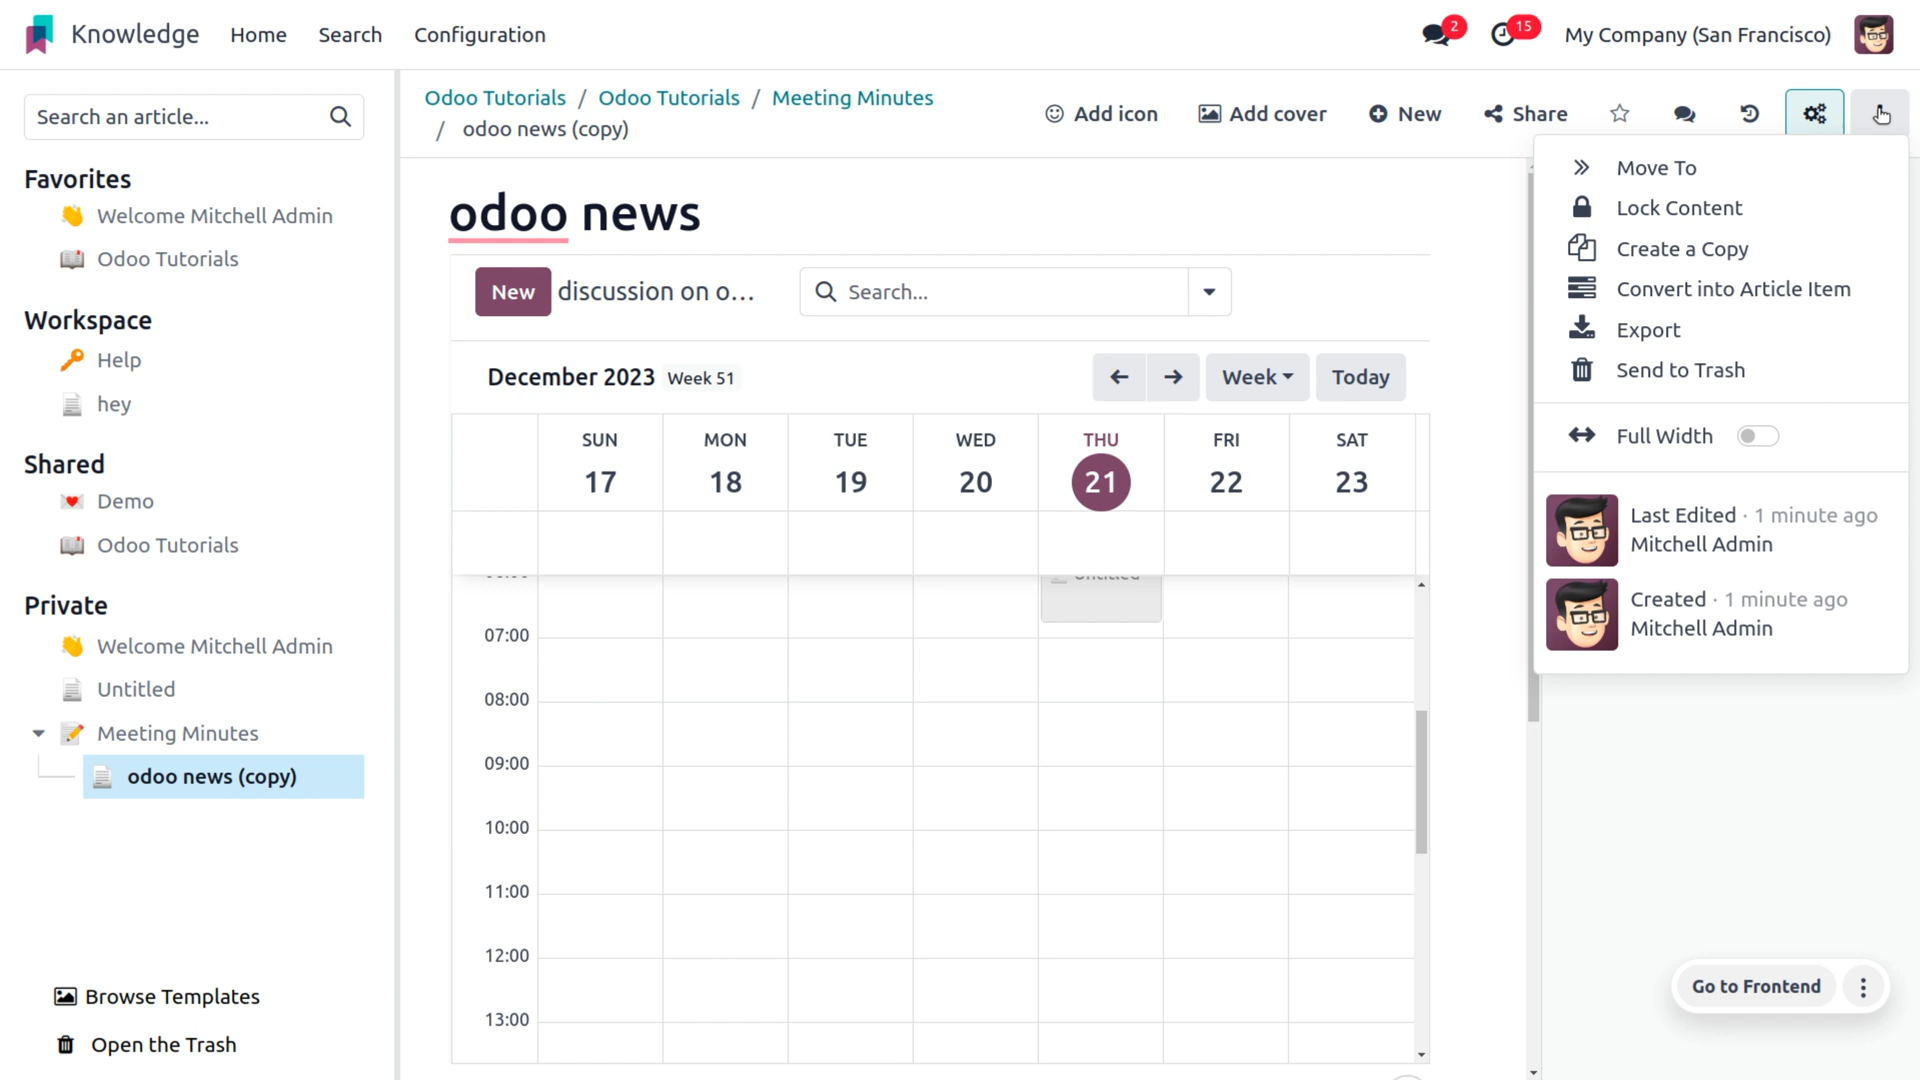 Knowledge
Home
Search
Configuration
2
15
My Company (San Francisco)
Search an article...
Favorites
Welcome Mitchell Admin
Odoo Tutorials
Workspace
Help
hey
Shared
Demo
Odoo Tutorials
Private
Welcome Mitchell Admin
Untitled
Meeting Minutes
odoo news (copy)
Browse Templates
Open the Trash
Odoo Tutorials / Odoo Tutorials / Meeting Minutes
/ odoo news (copy)
Add icon
Add cover
New
Share
odoo news
New
discussion on o...
Search...
December 2023 Week 51
Week
Today
SUN MON TUE WED THU FRI SAT
17 18 19 20 21 22 23
Untitled
07:00
08:00
09:00
10:00
11:00
12:00
13:00
Move To
Lock Content
Create a Copy
Convert into Article Item
Export
Send to Trash
Full Width
Last Edited · 1 minute ago
Mitchell Admin
Created · 1 minute ago
Mitchell Admin
Go to Frontend